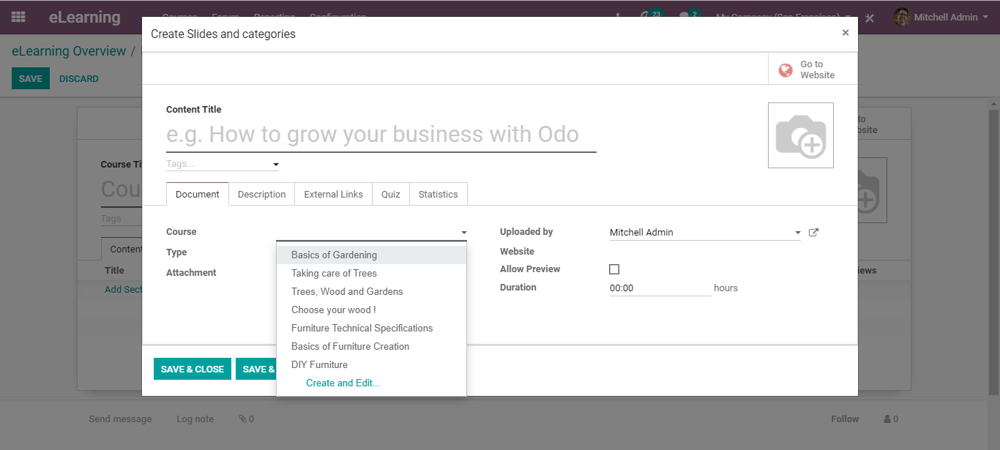 eLearning
Courses Forum Reporting Configuration
23
2
My Company (San Francisco)
Mitchell Admin
Create Slides and categories
×
eLearning Overview /
SAVE DISCARD
Go to
Website
Content Title
e.g. How to grow your business with Odo
Tags...
to
bsite
Course Ti
Cou
Tags
Document Description External Links Quiz Statistics
Course
Uploaded by Mitchell Admin
Type
Website
Attachment
Allow Preview
Duration 00:00 hours
Basics of Gardening
Taking care of Trees
Trees, Wood and Gardens
Choose your wood !
Furniture Technical Specifications
Basics of Furniture Creation
DIY Furniture
Create and Edit...
Content
Title
iews
Add Sect
SAVE & CLOSE SAVE &
Send message Log note 0
Follow 0